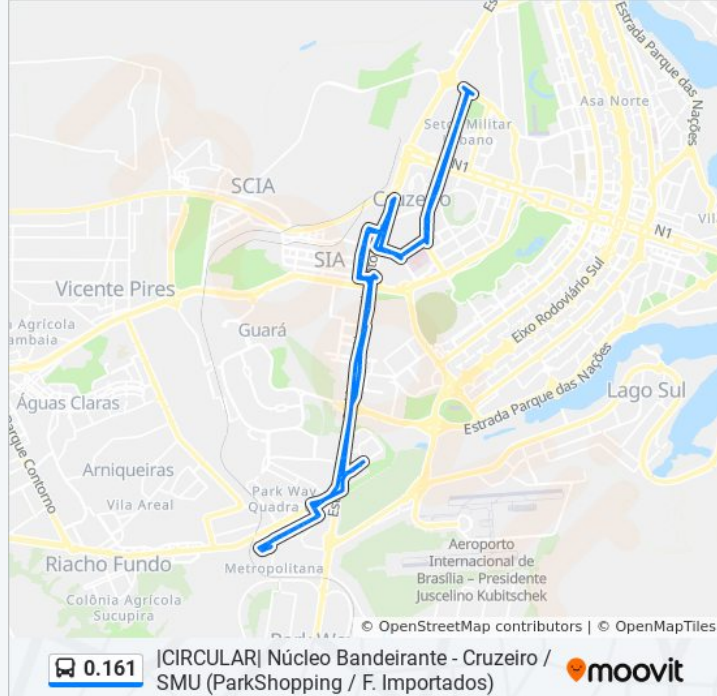 Estrada Parque das Nações
Asa Norte
Setor Militar
Urbano
N1
SCIA
Cruzeiro
SIA
N1
Vicente Pires
Eixo Rodoviário Sul
Guará
Estrada Parque das Nações
Lago Sul
Águas Claras
Parque Contorno
Arniqueiras
Vila Areal
Park Way
Quadra
Riacho Fundo
Metropolitana
Aeroporto
Internacional de
Brasília – Presidente
Juscelino Kubitschek
Colônia Agrícola
Sucupira
© OpenStreetMap contributors | © OpenMapTiles
0.161
|CIRCULAR| Núcleo Bandeirante - Cruzeiro /
SMU (ParkShopping / F. Importados)
moovit